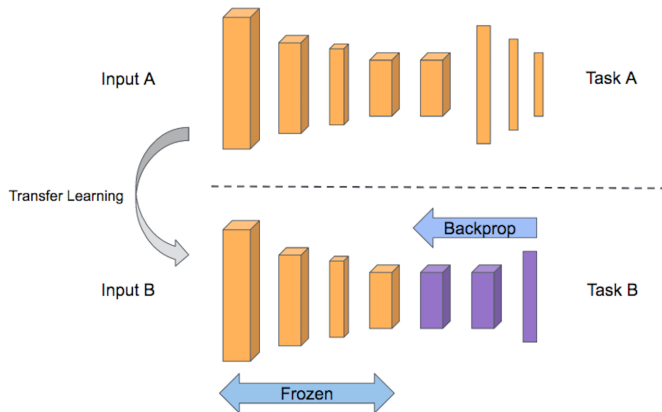 Input A
Task A
Transfer Learning
Backprop
Input B
Task B
Frozen